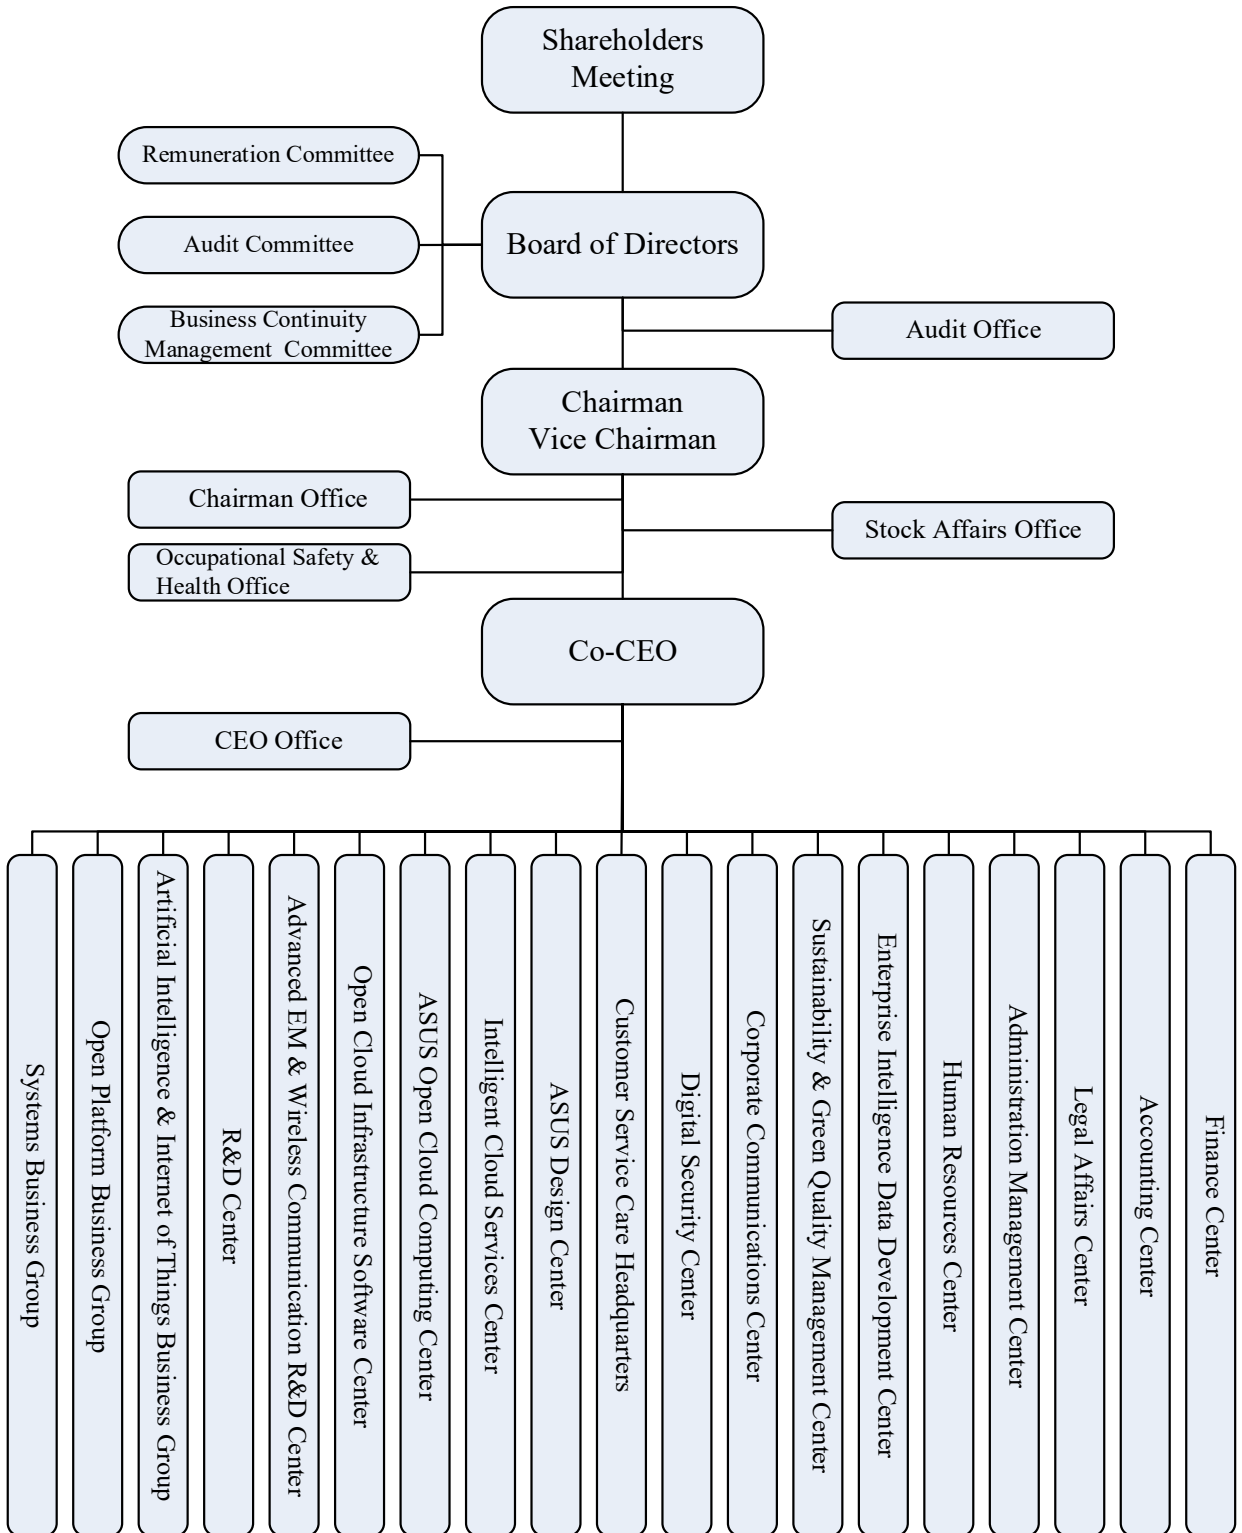 Shareholders
Meeting
Remuneration Committee
Board of Directors
Audit Committee
Business Continuity
Management  Committee
Audit Office
Chairman
Vice Chairman
Chairman Office
Stock Affairs Office
Occupational Safety &
Health Office
Co-CEO
CEO Office
Systems Business Group
Open Platform Business Group
Artificial Intelligence & Internet of Things Business Group
R&D Center
Advanced EM & Wireless Communication R&D Center
Open Cloud Infrastructure Software Center
ASUS Open Cloud Computing Center
Intelligent Cloud Services Center
ASUS Design Center
Customer Service Care Headquarters
Digital Security Center
Corporate Communications Center
Sustainability & Green Quality Management Center
Enterprise Intelligence Data Development Center
Human Resources Center
Administration Management Center
Legal Affairs Center
Accounting Center
Finance Center